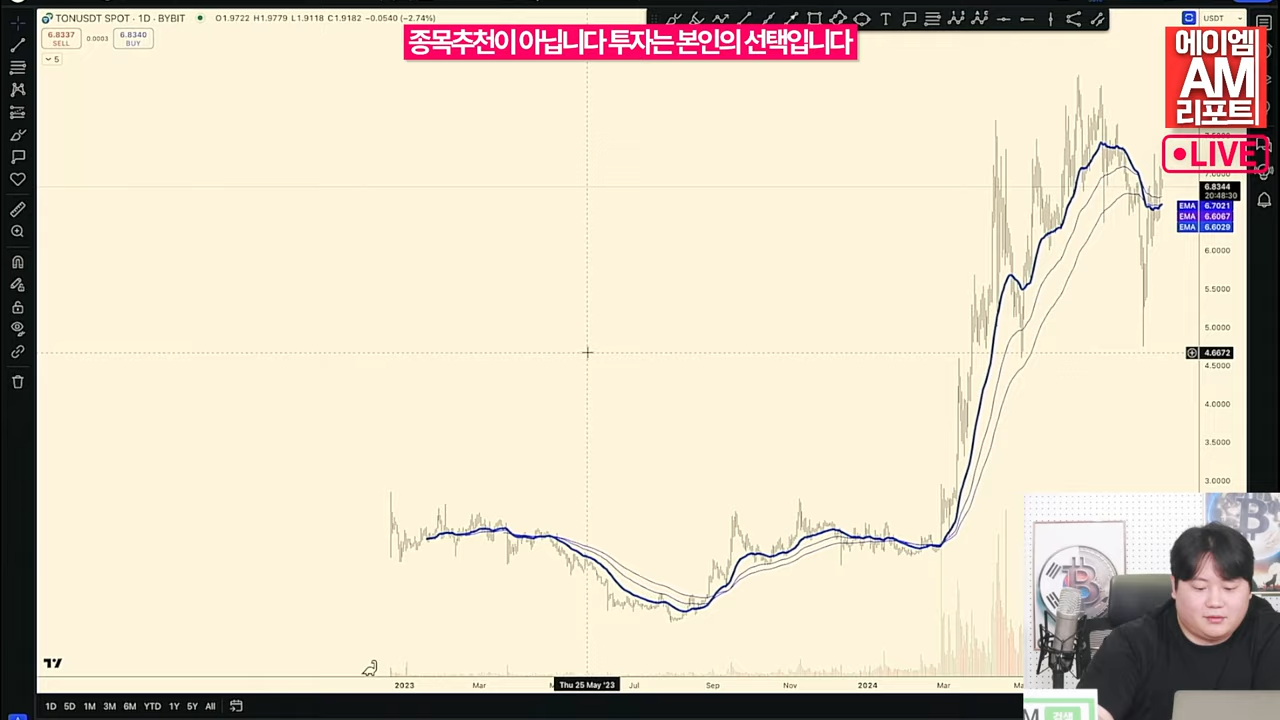 TONUSDT SPOT · 1D · BYBIT O1.9722 H1.9779 L1.9118 C1.9182 −0.0540 (−2.74%)
USDT
6.8337
SELL
0.0003
6.8340
BUY
5
종목추천이 아닙니다 투자는 본인의 선택입니다
에이엠
AM
리포트
LIVE
7.0000
6.8344
20:48:30
EMA 6.7021
EMA 6.6067
EMA 6.6029
6.0000
5.5000
5.0000
4.6672
4.5000
4.0000
3.5000
3.0000
2023
Mar
Thu 25 May '23
Jul
Sep
Nov
2024
Mar
1D 5D 1M 3M 6M YTD 1Y 5Y All
검색